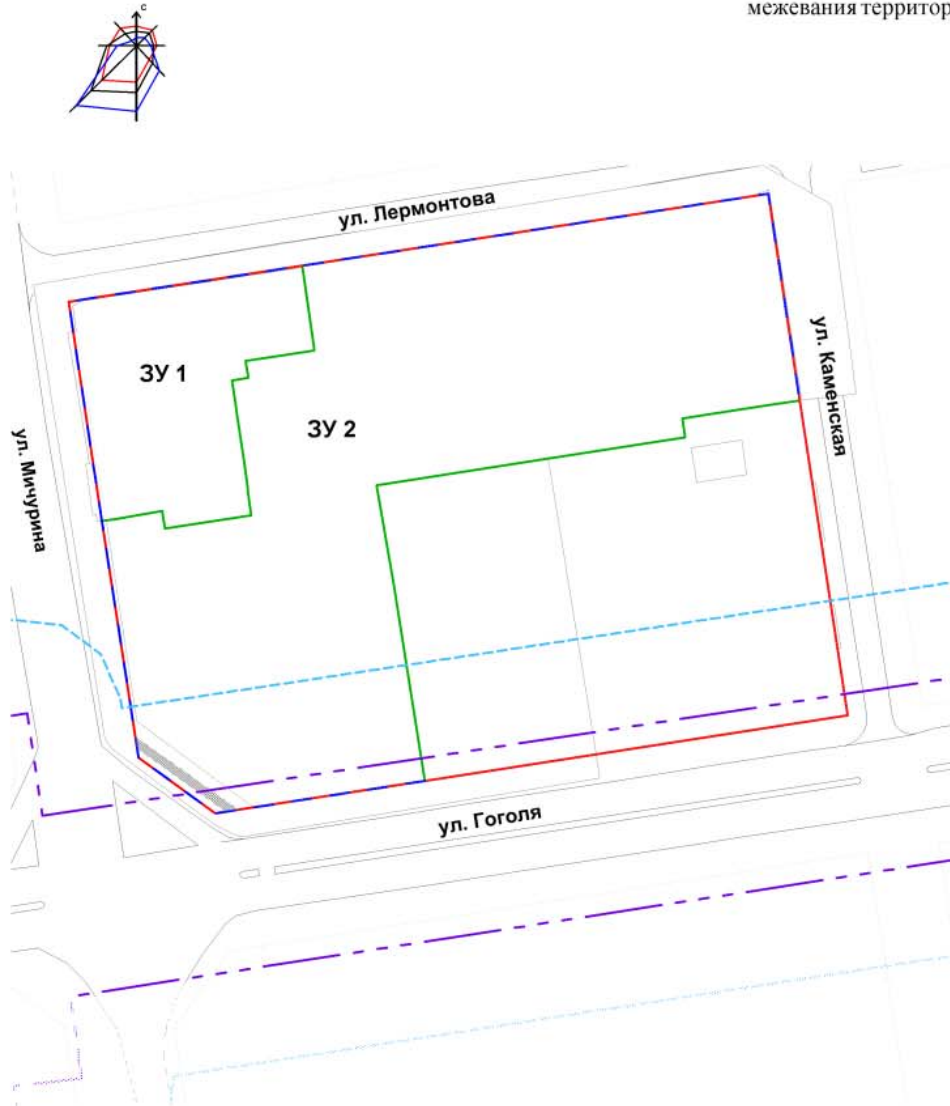 межевания территор
с
ул. Лермонтова
ЗУ 1
ул. Каменская
ЗУ 2
ул. Мичурина
ул. Гоголя